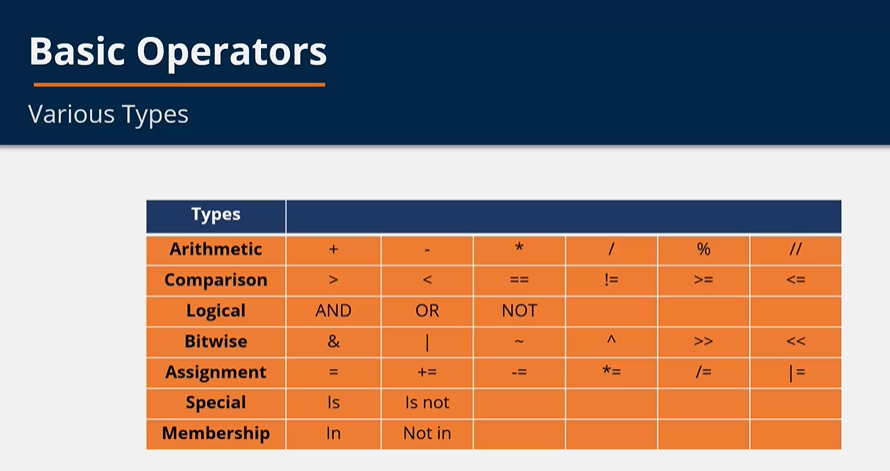 Basic Operators
Various Types
Types
Arithmetic + - * / % //
Comparison > < == != >= <=
Logical AND OR NOT
Bitwise & | ~ ^ >> <<
Assignment = += -= *= /= |=
Special Is Is not
Membership In Not in